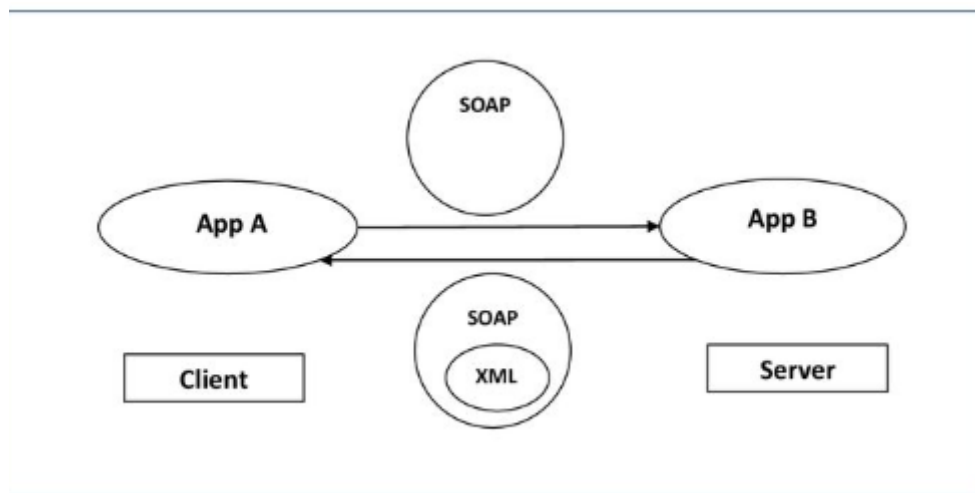 SOAP
App A
App B
SOAP
XML
Client
Server